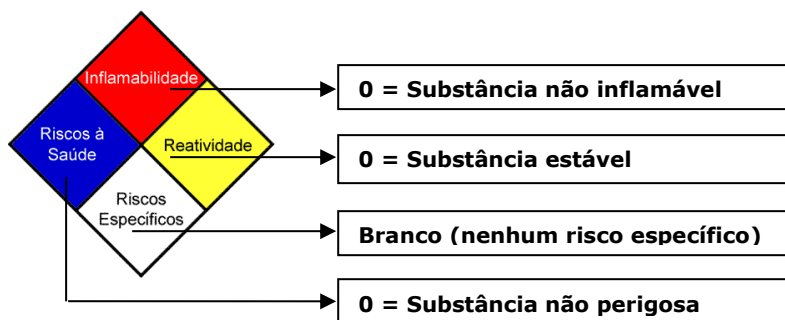 Inflamabilidade
0 = Substância não inflamável
Riscos à
Saúde
Reatividade
0 = Substância estável
Riscos
Específicos
Branco (nenhum risco específico)
0 = Substância não perigosa